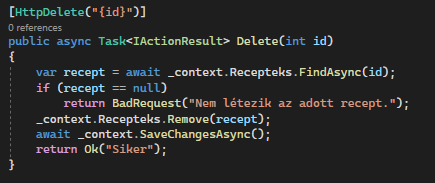 [HttpDelete("{id}")]
0 references
public async Task<IActionResult> Delete(int id)
{
var recept = await _context.Recepteks.FindAsync(id);
if (recept == null)
return BadRequest("Nem létezik az adott recept.");
_context.Recepteks.Remove(recept);
await _context.SaveChangesAsync();
return Ok("Siker");
}